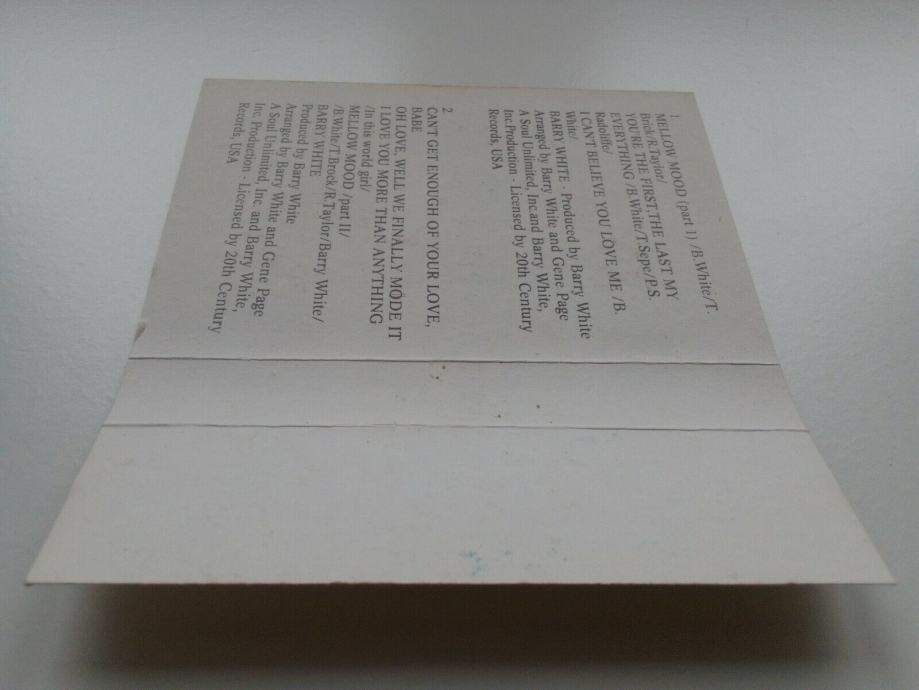 1.
MELLOW MOOD (part 1) /B.White/T.
Brock/R.Taylor/
YOU'RE THE FIRST,THE LAST MY
EVERYTHING /B.White/T.Sepe/P.S.
Radoliffe/
I CAN'T BELIEVE YOU LOVE ME /B.
White/
BARRY WHITE - Produced by Barry White
Arranged by Barry White and Gene Page
A Soul Unlimited, Inc.and Barry White,
Inc.Production - Licensed by 20th Century
Records, USA
2
CAN'T GET ENOUGH OF YOUR LOVE,
BABE
OH LOVE, WELL WE FINALLY MODE IT
I LOVE YOU MORE THAN ANYTHING
/In this world girl/
MELLOW MOOD /part II/
/B.White/T.Brock/R.Taylor/Barry White/
BARRY WHITE
Produced by Barry White
Arranged by Barry White and Gene Page
A Soul Unlimited, Inc. and Barry White,
Inc. Production - Licensed by 20th Century
Records, USA